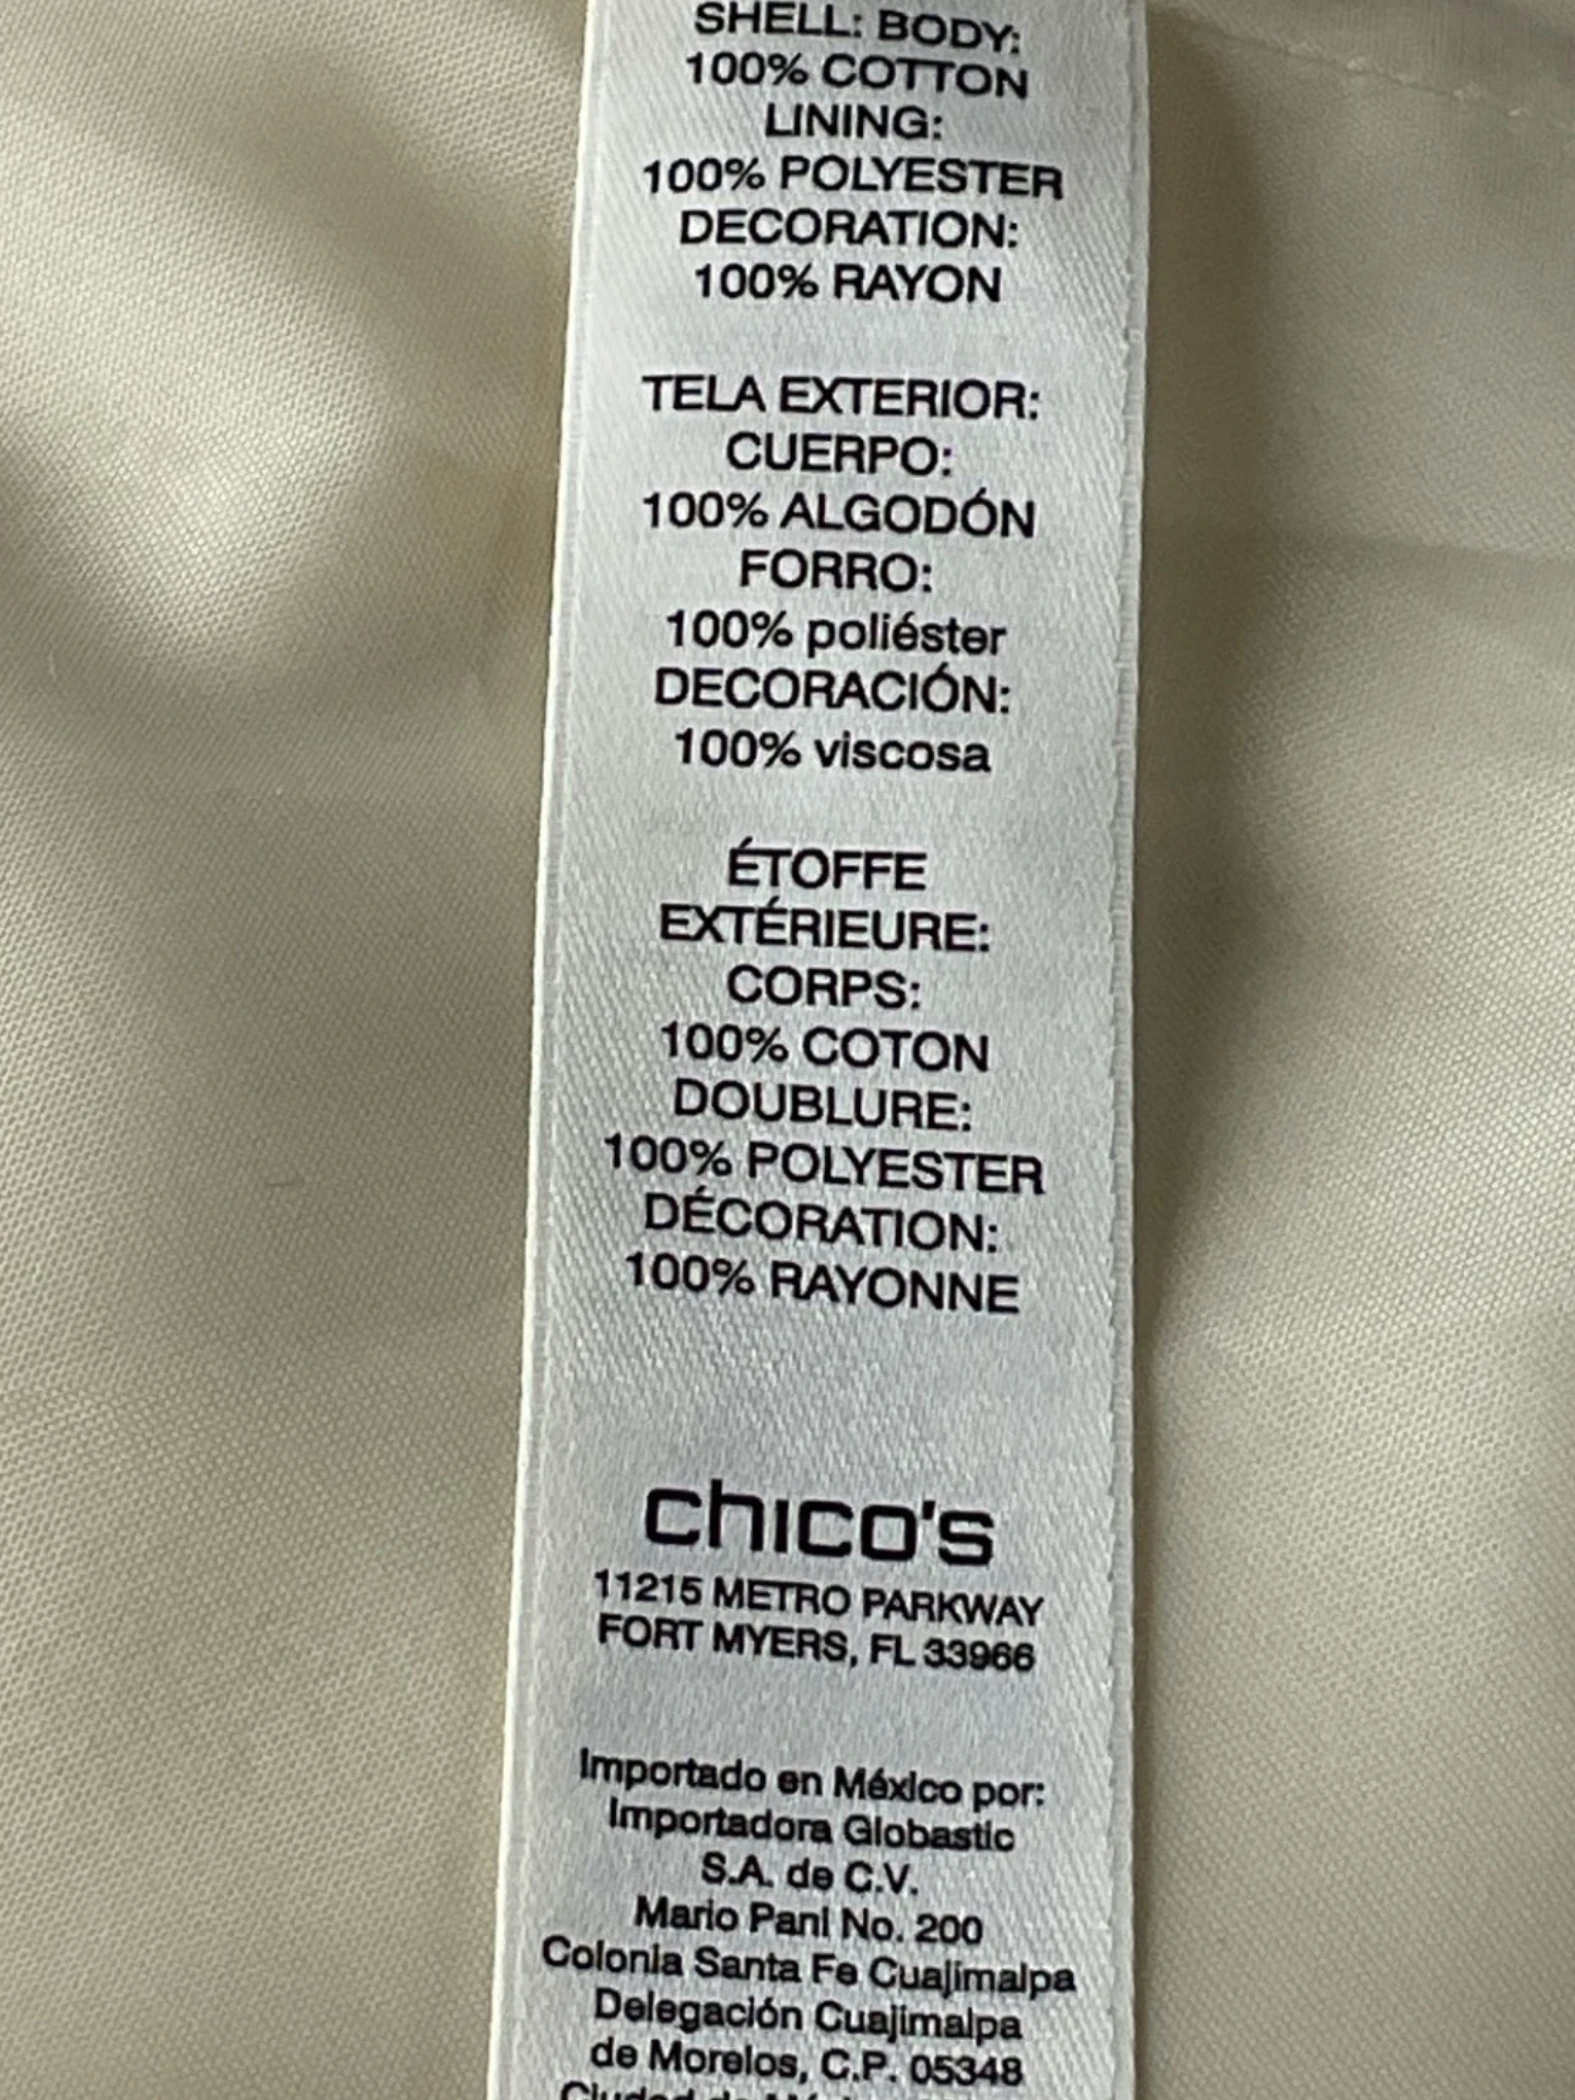 SHELL: BODY:
100% COTTON
LINING:
100% POLYESTER
DECORATION:
100% RAYON
TELA EXTERIOR:
CUERPO:
100% ALGODÓN
FORRO:
100% poliéster
DECORACIÓN:
100% viscosa
ÉTOFFE
EXTÉRIEURE:
CORPS:
100% COTON
DOUBLURE:
100% POLYESTER
DÉCORATION:
100% RAYONNE
chico's
11215 METRO PARKWAY
FORT MYERS, FL 33966
Importado en México por:
Importadora Globastic
S.A. de C.V.
Mario Pani No. 200
Colonia Santa Fe Cuajimalpa
Delegación Cuajimalpa
de Morelos, C.P. 05348